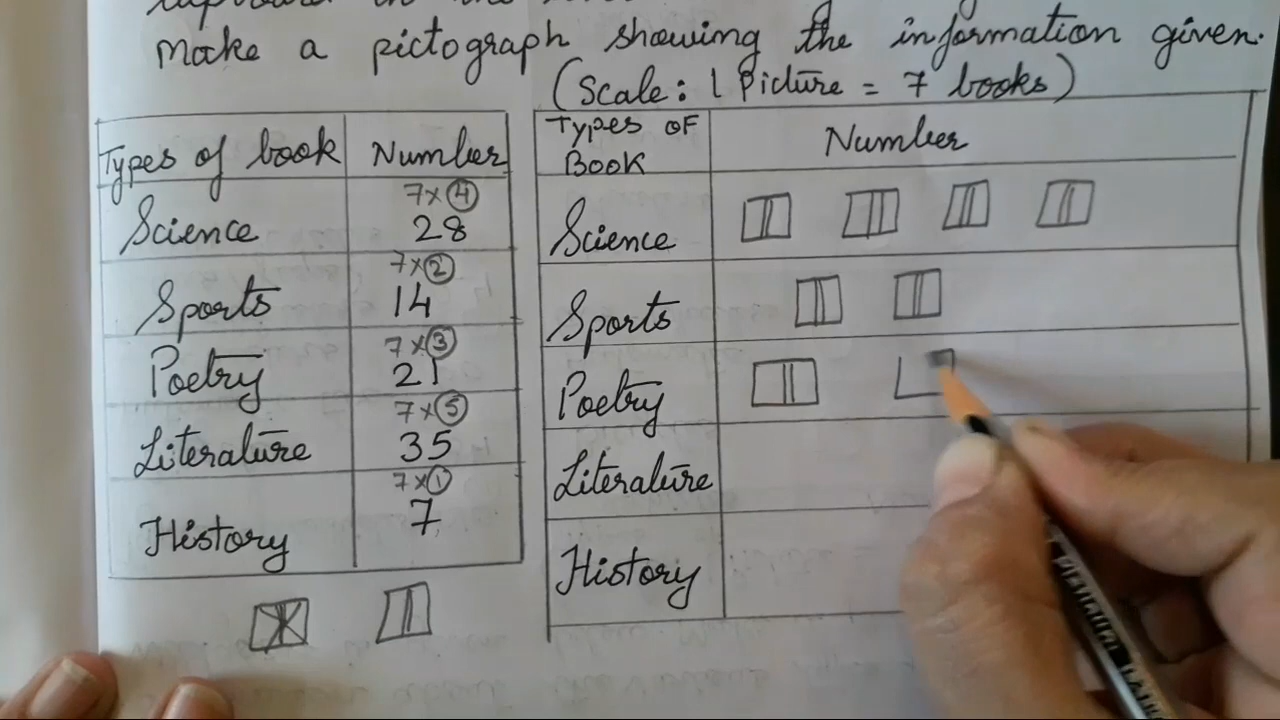 in the
Make a pictograph showing the information given.
(Scale: 1 Picture = 7 books)
Types of book Number
7×4
Science 28
7×2
Sports 14
7×3
Poetry 21
7×5
Literature 35
7×1
History 7
Types of Book Number
Science
Sports
Poetry
Literature
History